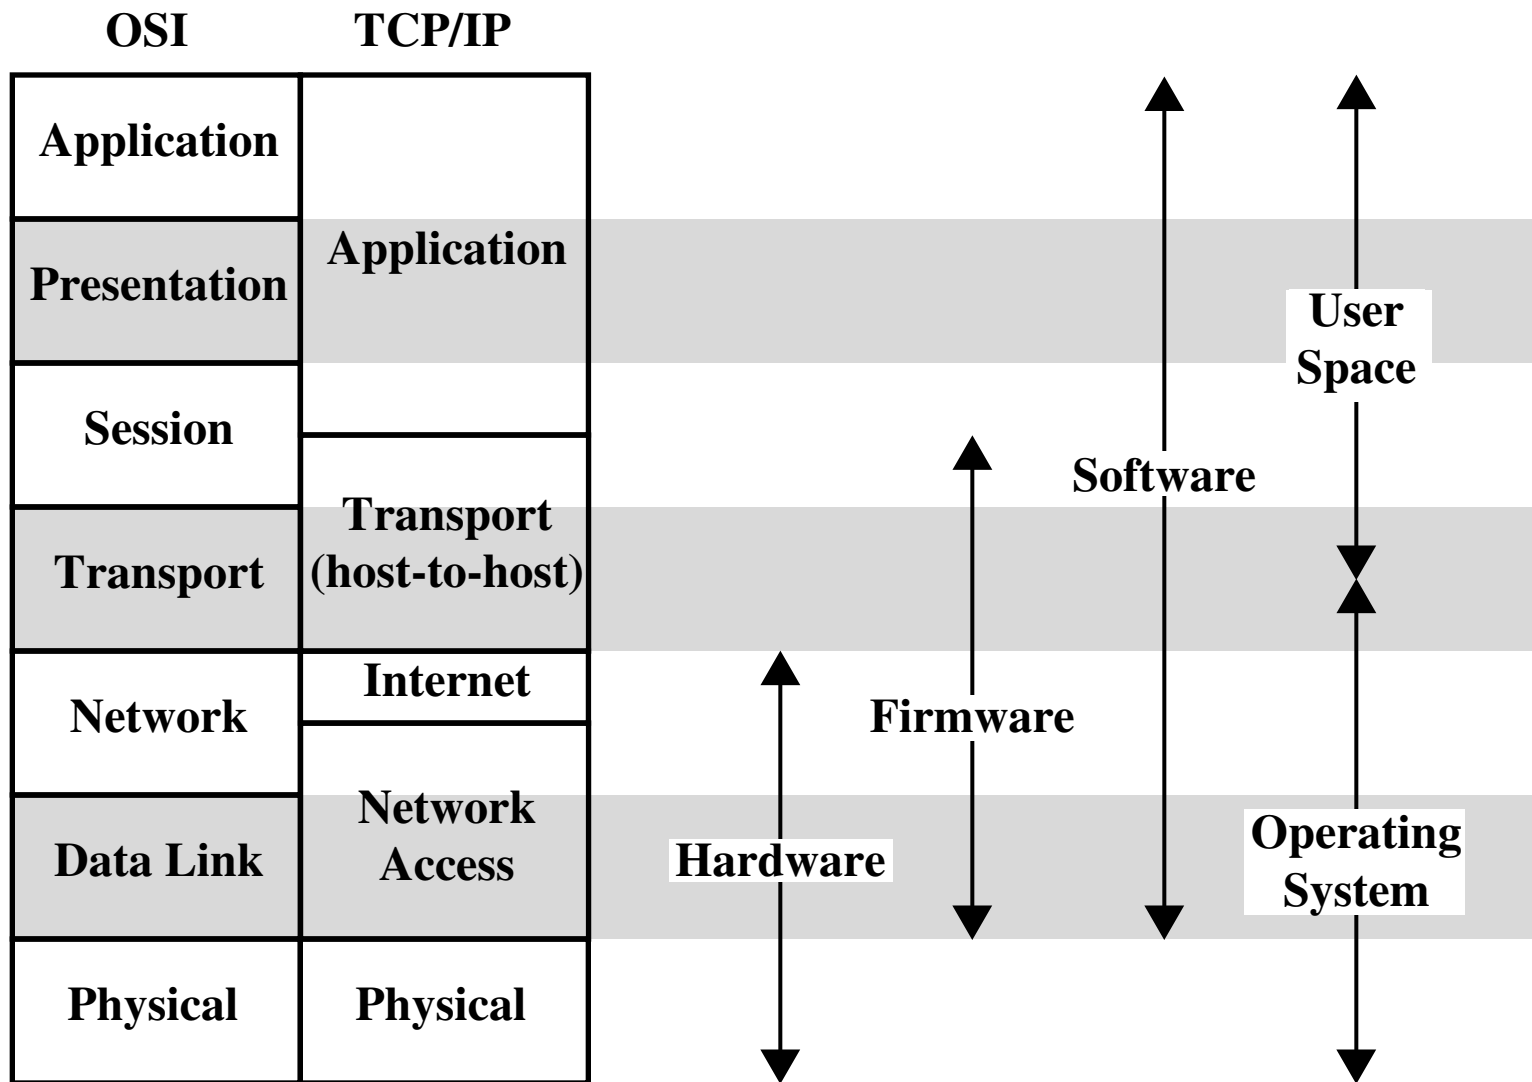 OSI
TCP/IP
Application
Presentation
Session
Transport
Network
Data Link
Physical
Application
Transport
(host-to-host)
Internet
Network
Access
Physical
Hardware
Firmware
Software
User
Space
Operating
System